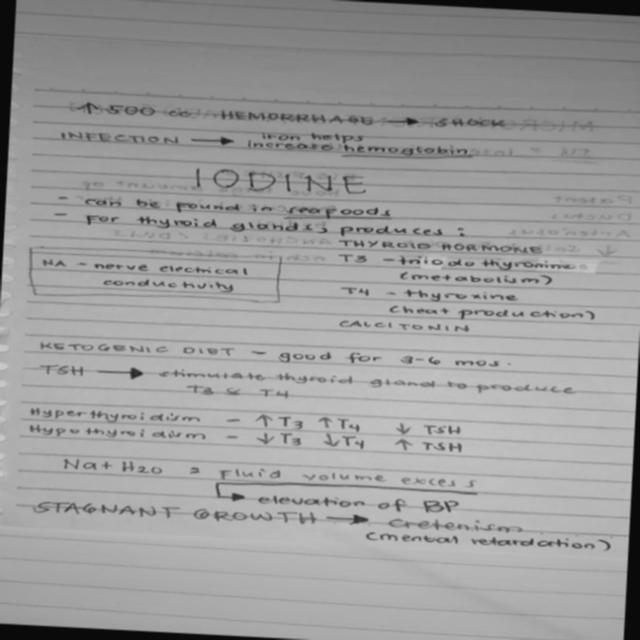 ↑ 500 cc HEMORRHAGE → SHOCK
INFECTION → iron helps
increase hemoglobin
IODINE
- can be found in seafoods
- for thyroid glands; produces :
THYROID HORMONE
NA - nerve electrical
conductivity
T3 - triiodothyronine
(metabolism)
T4 - thyroxine
(heat production)
CALCITONIN
KETOGENIC DIET - good for 3-6 mos.
TSH → stimulate thyroid gland to produce
T3 & T4
Hyperthyroidism - ↑ T3 ↑ T4 ↓ TSH
Hypothyroidism - ↓ T3 ↓ T4 ↑ TSH
Na + H2O = Fluid volume excess
↳ elevation of BP
STAGNANT GROWTH → cretenism
(mental retardation)